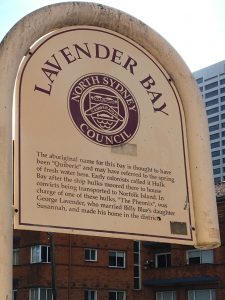 LAVENDER BAY
NORTH SYDNEY
COUNCIL
The aboriginal name for this bay is thought to have
been "Quiberie" and may have referred to the spring
of fresh water here. Early colonists called it Hulk
Bay after the ship hulks moored there to house
convicts being transported to Norfolk Island. In
charge of one of these hulks, "The Phoenix", was
George Lavender, who married Billy Blue's daughter
Susannah, and made his home in the district.